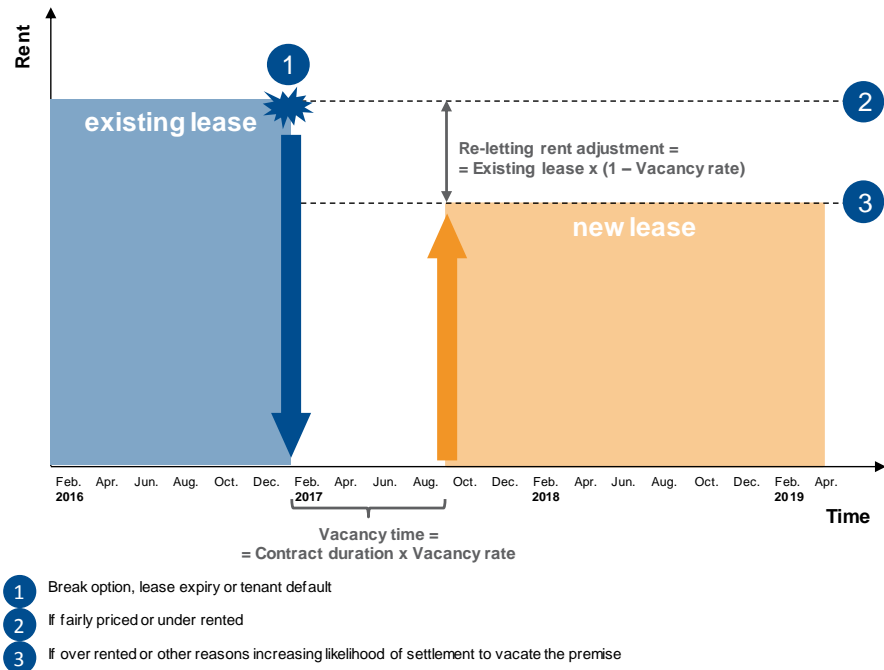 Rent
1
existing lease
2
Re-letting rent adjustment =
= Existing lease x (1 – Vacancy rate)
3
new lease
Feb. Apr. Jun. Aug. Oct. Dec. Feb. Apr. Jun. Aug. Oct. Dec. Feb. Apr. Jun. Aug. Oct. Dec. Feb. Apr.
2016 2017 2018 2019
Time
Vacancy time =
= Contract duration x Vacancy rate
1 Break option, lease expiry or tenant default
2 If fairly priced or under rented
3 If over rented or other reasons increasing likelihood of settlement to vacate the premise